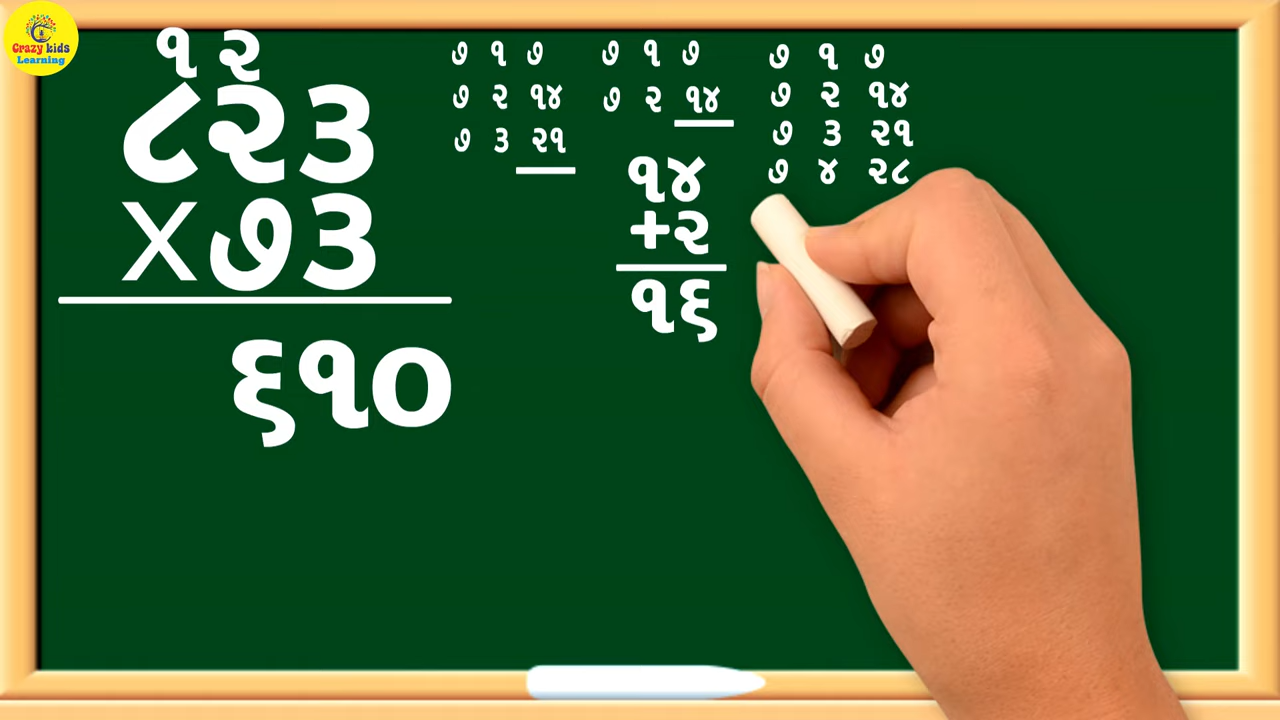 Crazy kids
Learning
૧ ૨
૮૨૩
X૭૩
૬૧૦
૭ ૧ ૭
૭ ૨ ૧૪
૭ ૩ ૨૧
૭ ૧ ૭
૭ ૨ ૧૪
૧૪
+૨
૧૬
૭ ૧ ૭
૭ ૨ ૧૪
૭ ૩ ૨૧
૭ ૪ ૨૮